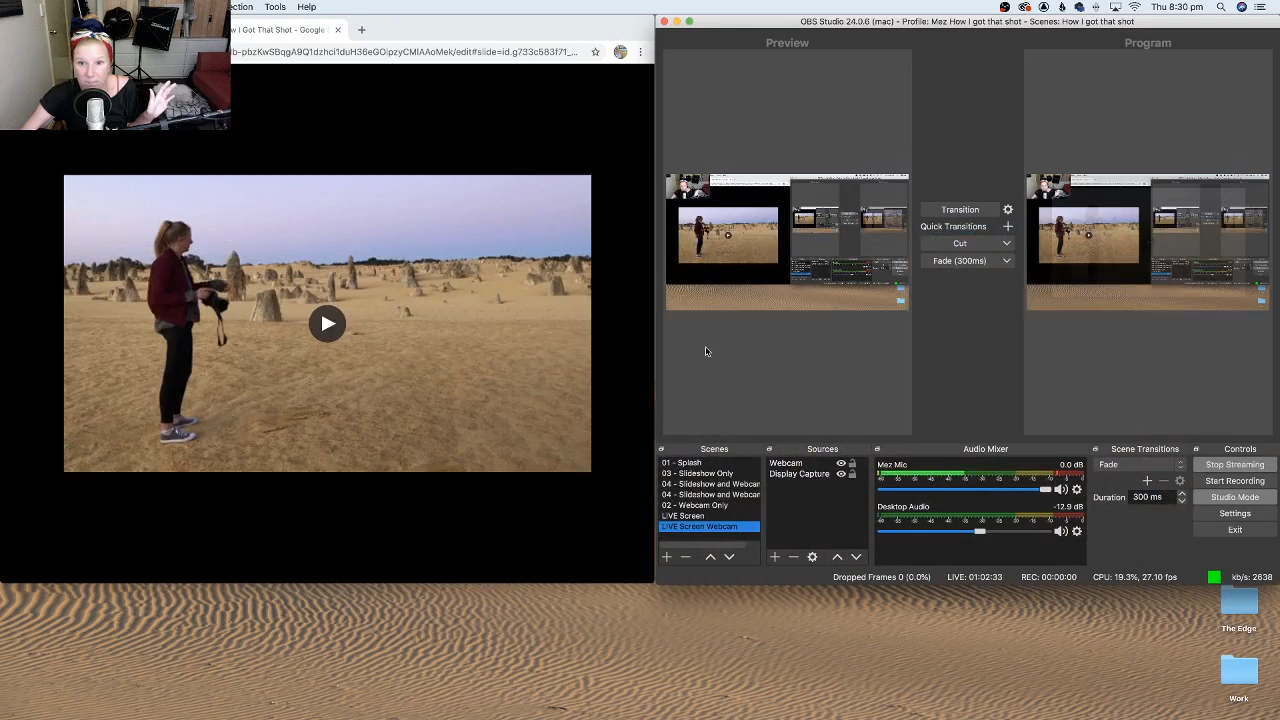 ection Tools Help
Thu 8:30 pm
w I Got That Shot - Google
b-pbzKwSBqgA9Q1dzhci1duH36eGOipzyCMIAAoMek/edit#slide=id.g733c583f71_...
OBS Studio 24.0.6 (mac) - Profile: Mez How I got that shot - Scenes: How I got that shot
Preview
Program
Transition
Quick Transitions
Cut
Fade (300ms)
Scenes
01 - Splash
03 - Slideshow Only
04 - Slideshow and Webcan
04 - Slideshow and Webcan
02 - Webcam Only
LIVE Screen
LIVE Screen Webcam
Sources
Webcam
Display Capture
Audio Mixer
Mez Mic 0.0 dB
Desktop Audio -12.9 dB
Scene Transitions
Fade
Duration 300 ms
Controls
Stop Streaming
Start Recording
Studio Mode
Settings
Exit
Dropped Frames 0 (0.0%) LIVE: 01:02:33 REC: 00:00:00 CPU: 19.3%, 27.10 fps kb/s: 2638
The Edge
Work